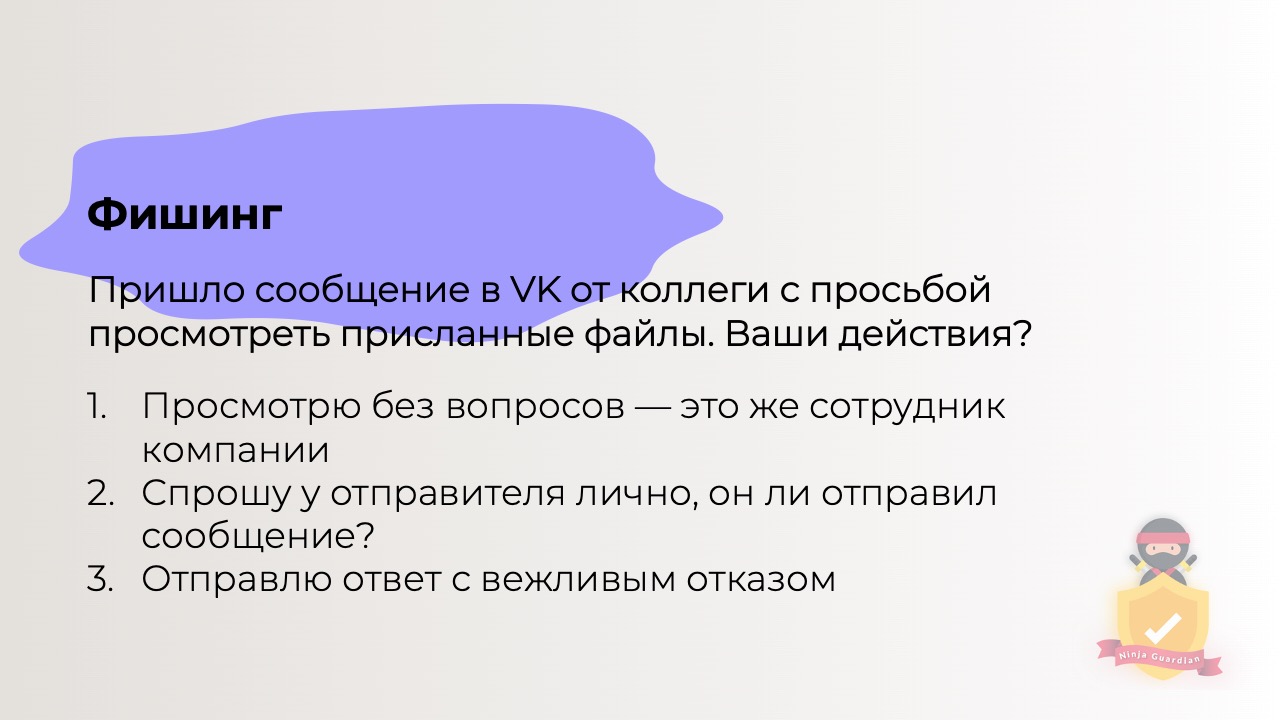 Фишинг
Пришло сообщение в VK от коллеги с просьбой
просмотреть присланные файлы. Ваши действия?
1. Просмотрю без вопросов — это же сотрудник
компании
2. Спрошу у отправителя лично, он ли отправил
сообщение?
3. Отправлю ответ с вежливым отказом
Ninja Guardian